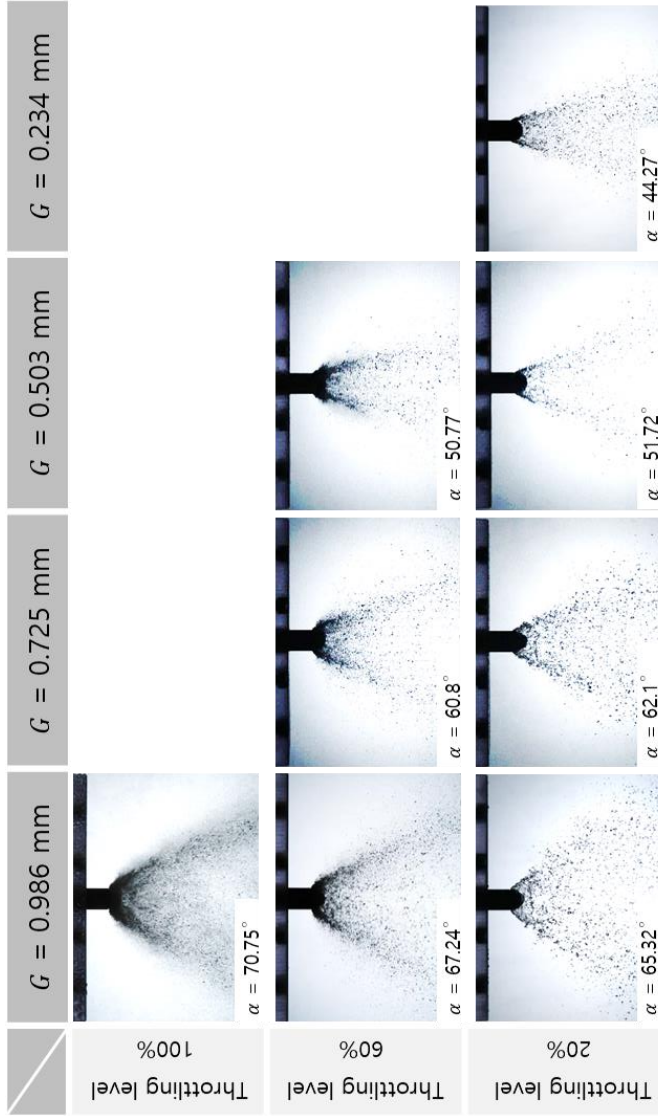 G = 0.986 mm
G = 0.725 mm
G = 0.503 mm
G = 0.234 mm
Throttling level
100%
α = 70.75°
Throttling level
60%
α = 67.24°
α = 60.8°
α = 50.77°
Throttling level
20%
α = 65.32°
α = 62.1°
α = 51.72°
α = 44.27°